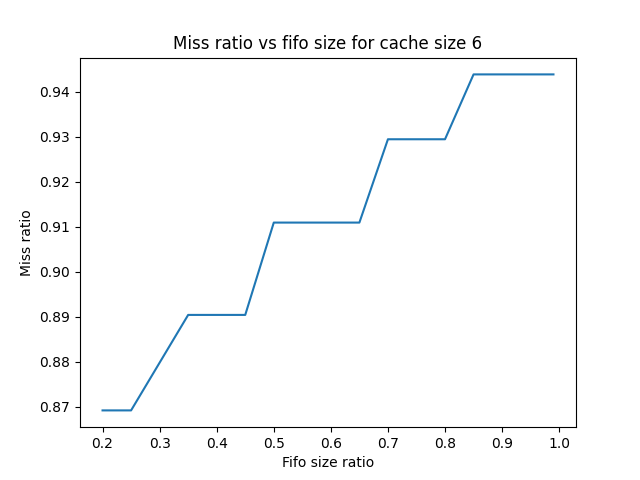 Miss ratio vs fifo size for cache size 6
0.94
0.93
0.92
0.91
0.90
0.89
0.88
0.87
Miss ratio
0.2 0.3 0.4 0.5 0.6 0.7 0.8 0.9 1.0
Fifo size ratio